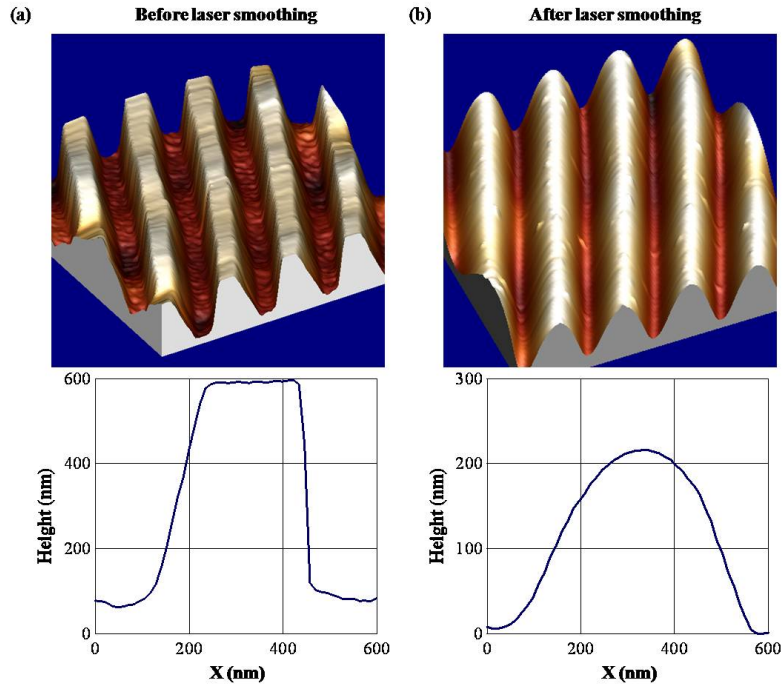 (a) Before laser smoothing
(b) After laser smoothing
600
400
200
0
Height (nm)
0 200 400 600
X (nm)
300
200
100
0
Height (nm)
0 200 400 600
X (nm)